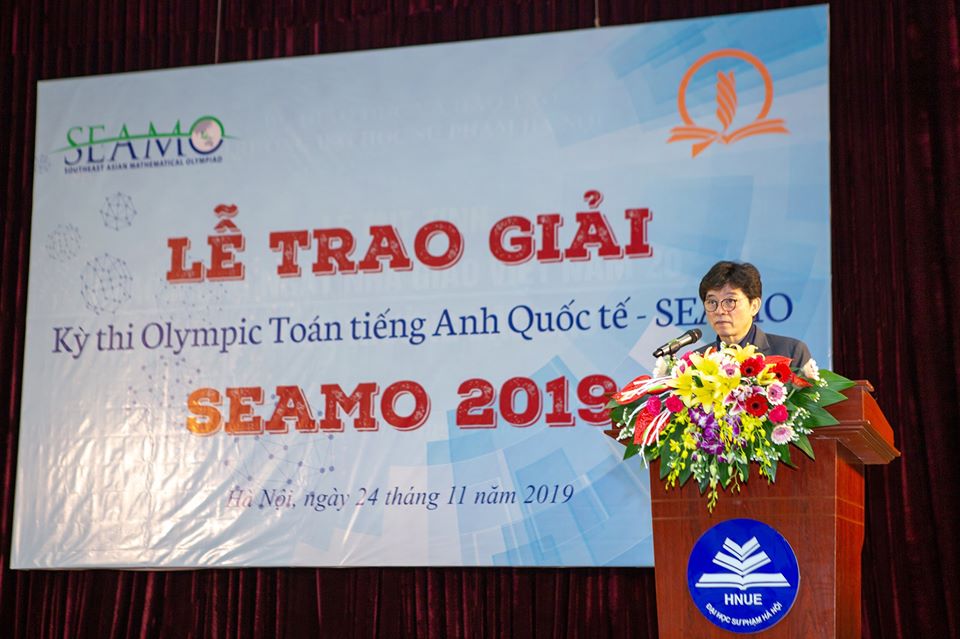 SEAMO
SOUTHEAST ASIAN MATHEMATICAL OLYMPIAD
LỄ TRAO GIẢI
Kỳ thi Olympic Toán tiếng Anh Quốc tế - SEAMO
SEAMO 2019
Hà Nội, ngày 24 tháng 11 năm 2019
HNUE
ĐẠI HỌC SƯ PHẠM HÀ NỘI